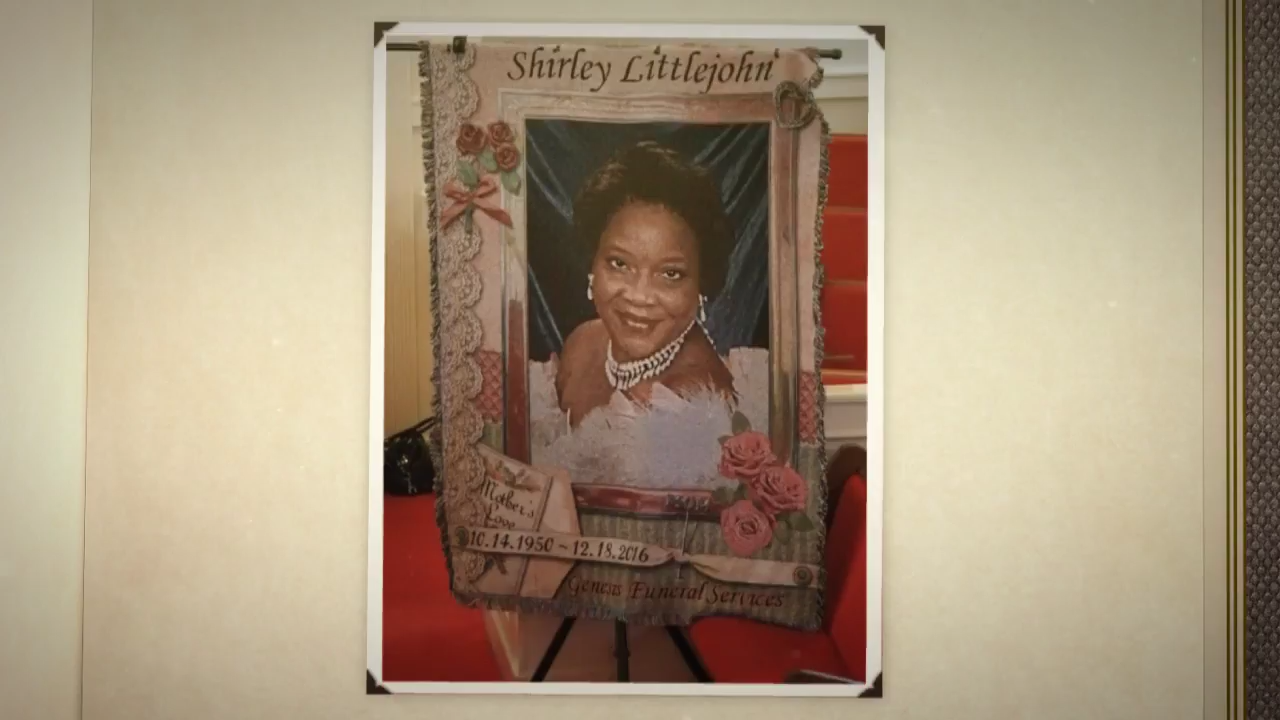 Shirley Littlejohn
Mother's
Love
10.14.1950 ~ 12.18.2016
Genesis Funeral Services